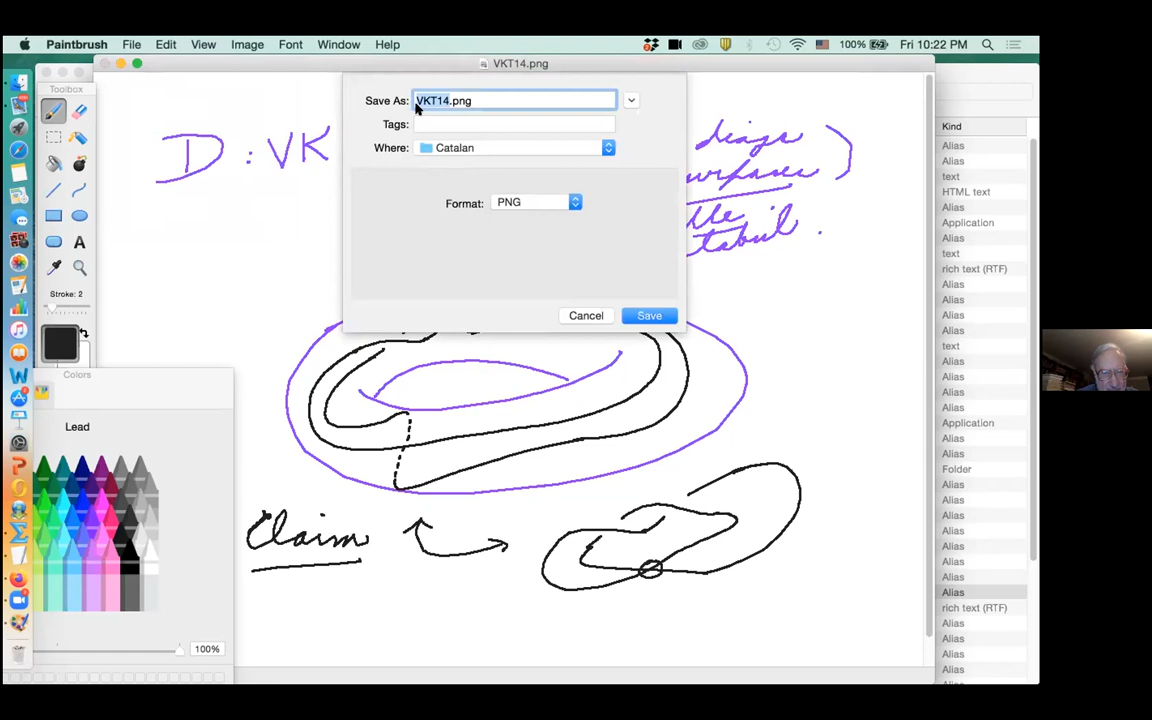 Paintbrush File Edit View Image Font Window Help 100% Fri 10:22 PM
VKT14.png
Toolbox
Save As: VKT14.png
Tags:
Where: Catalan
Format: PNG
Cancel Save
Stroke: 2
Colors
Lead
100%
D : VK
diags
surfaces )
Claim
Kind
Alias
Alias
text
HTML text
Alias
Application
Alias
text
rich text (RTF)
Alias
Alias
Alias
Alias
text
Alias
Alias
Alias
Alias
Application
Alias
Alias
Folder
Alias
Alias
Alias
Alias
Alias
Alias
Alias
Alias
rich text (RTF)
Alias
Alias
Alias
Alias
Alias